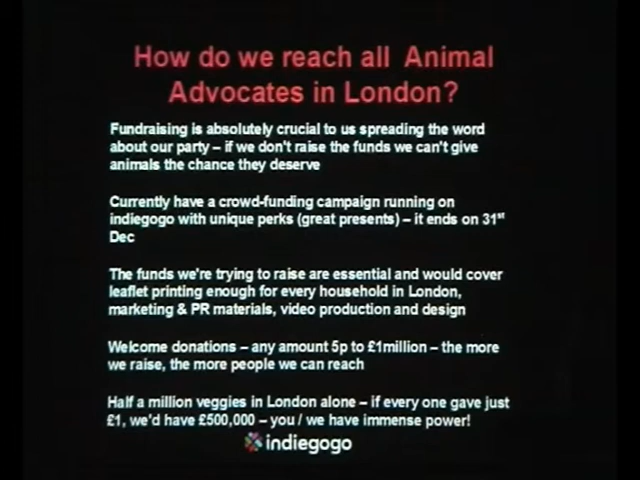 How do we reach all Animal
Advocates in London?
Fundraising is absolutely crucial to us spreading the word
about our party – if we don't raise the funds we can't give
animals the chance they deserve
Currently have a crowd-funding campaign running on
indiegogo with unique perks (great presents) – it ends on 31st
Dec
The funds we're trying to raise are essential and would cover
leaflet printing enough for every household in London,
marketing & PR materials, video production and design
Welcome donations – any amount 5p to £1million – the more
we raise, the more people we can reach
Half a million veggies in London alone – if every one gave just
£1, we'd have £500,000 – you / we have immense power!
indiegogo